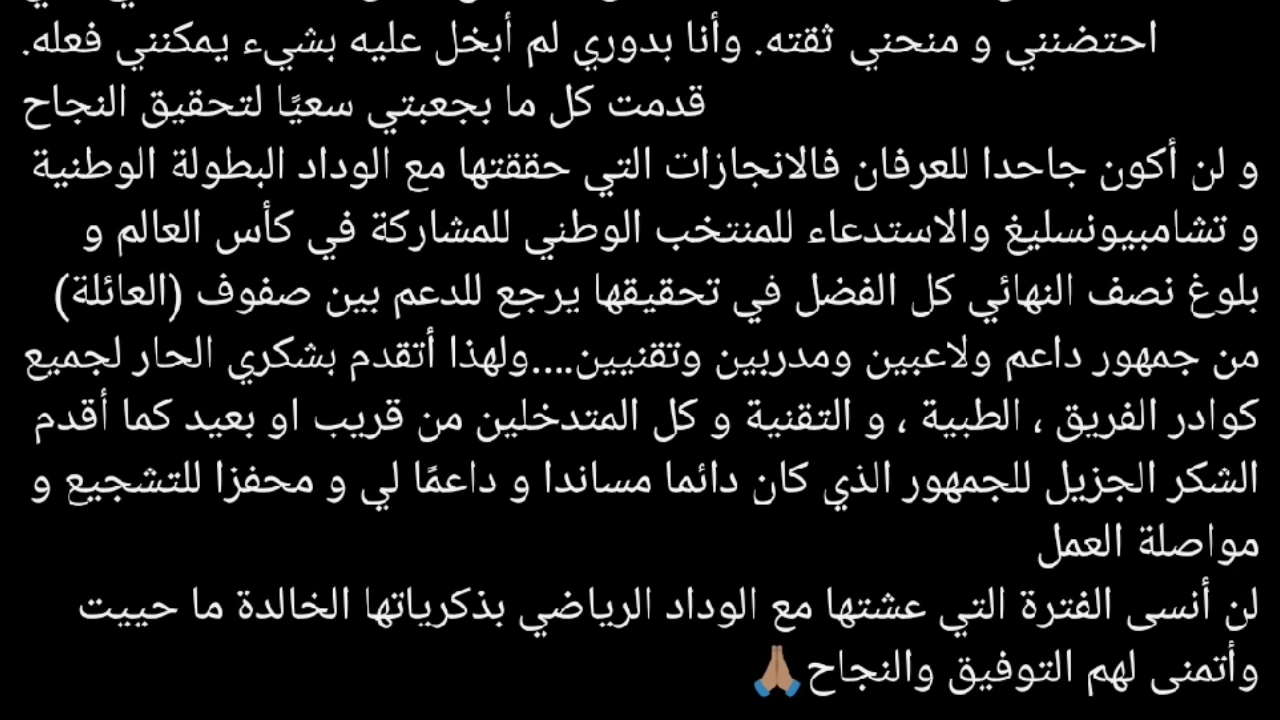 احتضنني و منحني ثقته. وأنا بدوري لم أبخل عليه بشيء يمكنني فعله.
قدمت كل ما بجعبتي سعيًا لتحقيق النجاح
و لن أكون جاحدا للعرفان فالانجازات التي حققتها مع الوداد البطولة الوطنية
و تشامبيونسليغ والاستدعاء للمنتخب الوطني للمشاركة في كأس العالم و
بلوغ نصف النهائي كل الفضل في تحقيقها يرجع للدعم بين صفوف (العائلة)
من جمهور داعم ولاعبين ومدربين وتقنيين....ولهذا أتقدم بشكري الحار لجميع
كوادر الفريق ، الطبية ، و التقنية و كل المتدخلين من قريب او بعيد كما أقدم
الشكر الجزيل للجمهور الذي كان دائما مساندا و داعمًا لي و محفزا للتشجيع و
مواصلة العمل
لن أنسى الفترة التي عشتها مع الوداد الرياضي بذكرياتها الخالدة ما حييت
وأتمنى لهم التوفيق والنجاح🙏🏽